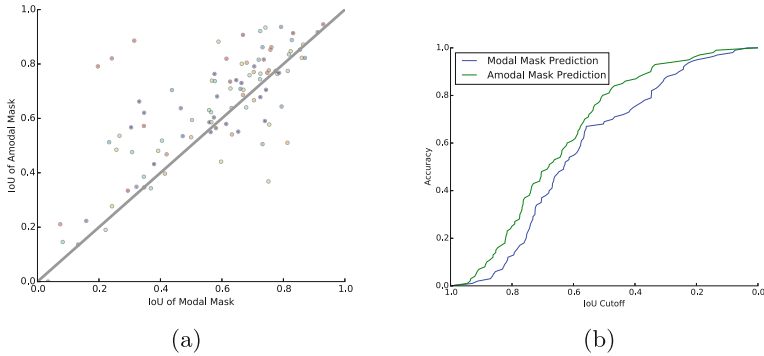 1.0
0.8
0.6
0.4
0.2
0.0
0.0 0.2 0.4 0.6 0.8 1.0
IoU of Amodal Mask
IoU of Modal Mask
(a)
1.0
0.8
0.6
0.4
0.2
0.0
1.0 0.8 0.6 0.4 0.2 0.0
Accuracy
IoU Cutoff
Modal Mask Prediction
Amodal Mask Prediction
(b)